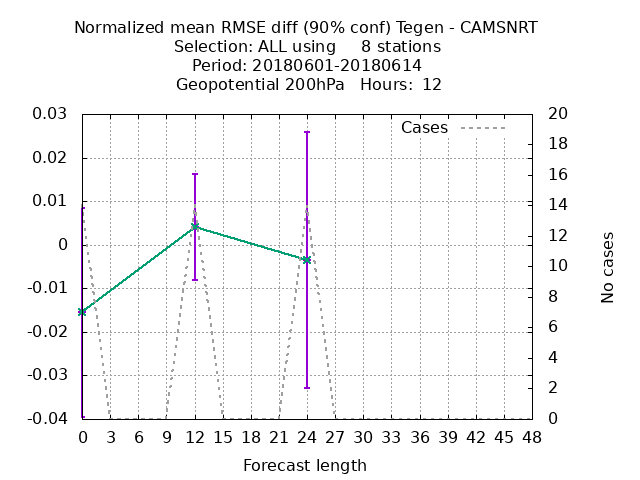 Normalized mean RMSE diff (90% conf) Tegen - CAMSNRT
Selection: ALL using     8 stations
Period: 20180601-20180614
Geopotential 200hPa   Hours:  12
Cases
0.03
0.02
0.01
0
-0.01
-0.02
-0.03
-0.04
20
18
16
14
12
10
8
6
4
2
0
No cases
0 3 6 9 12 15 18 21 24 27 30 33 36 39 42 45 48
Forecast length